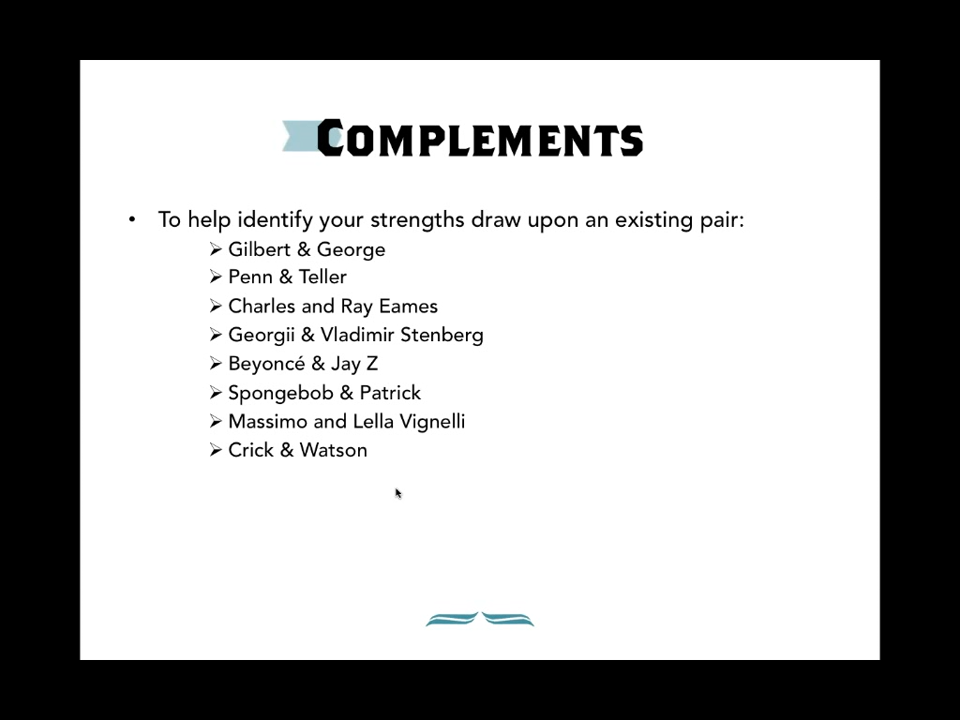 COMPLEMENTS
• To help identify your strengths draw upon an existing pair:
➢ Gilbert & George
➢ Penn & Teller
➢ Charles and Ray Eames
➢ Georgii & Vladimir Stenberg
➢ Beyoncé & Jay Z
➢ Spongebob & Patrick
➢ Massimo and Lella Vignelli
➢ Crick & Watson